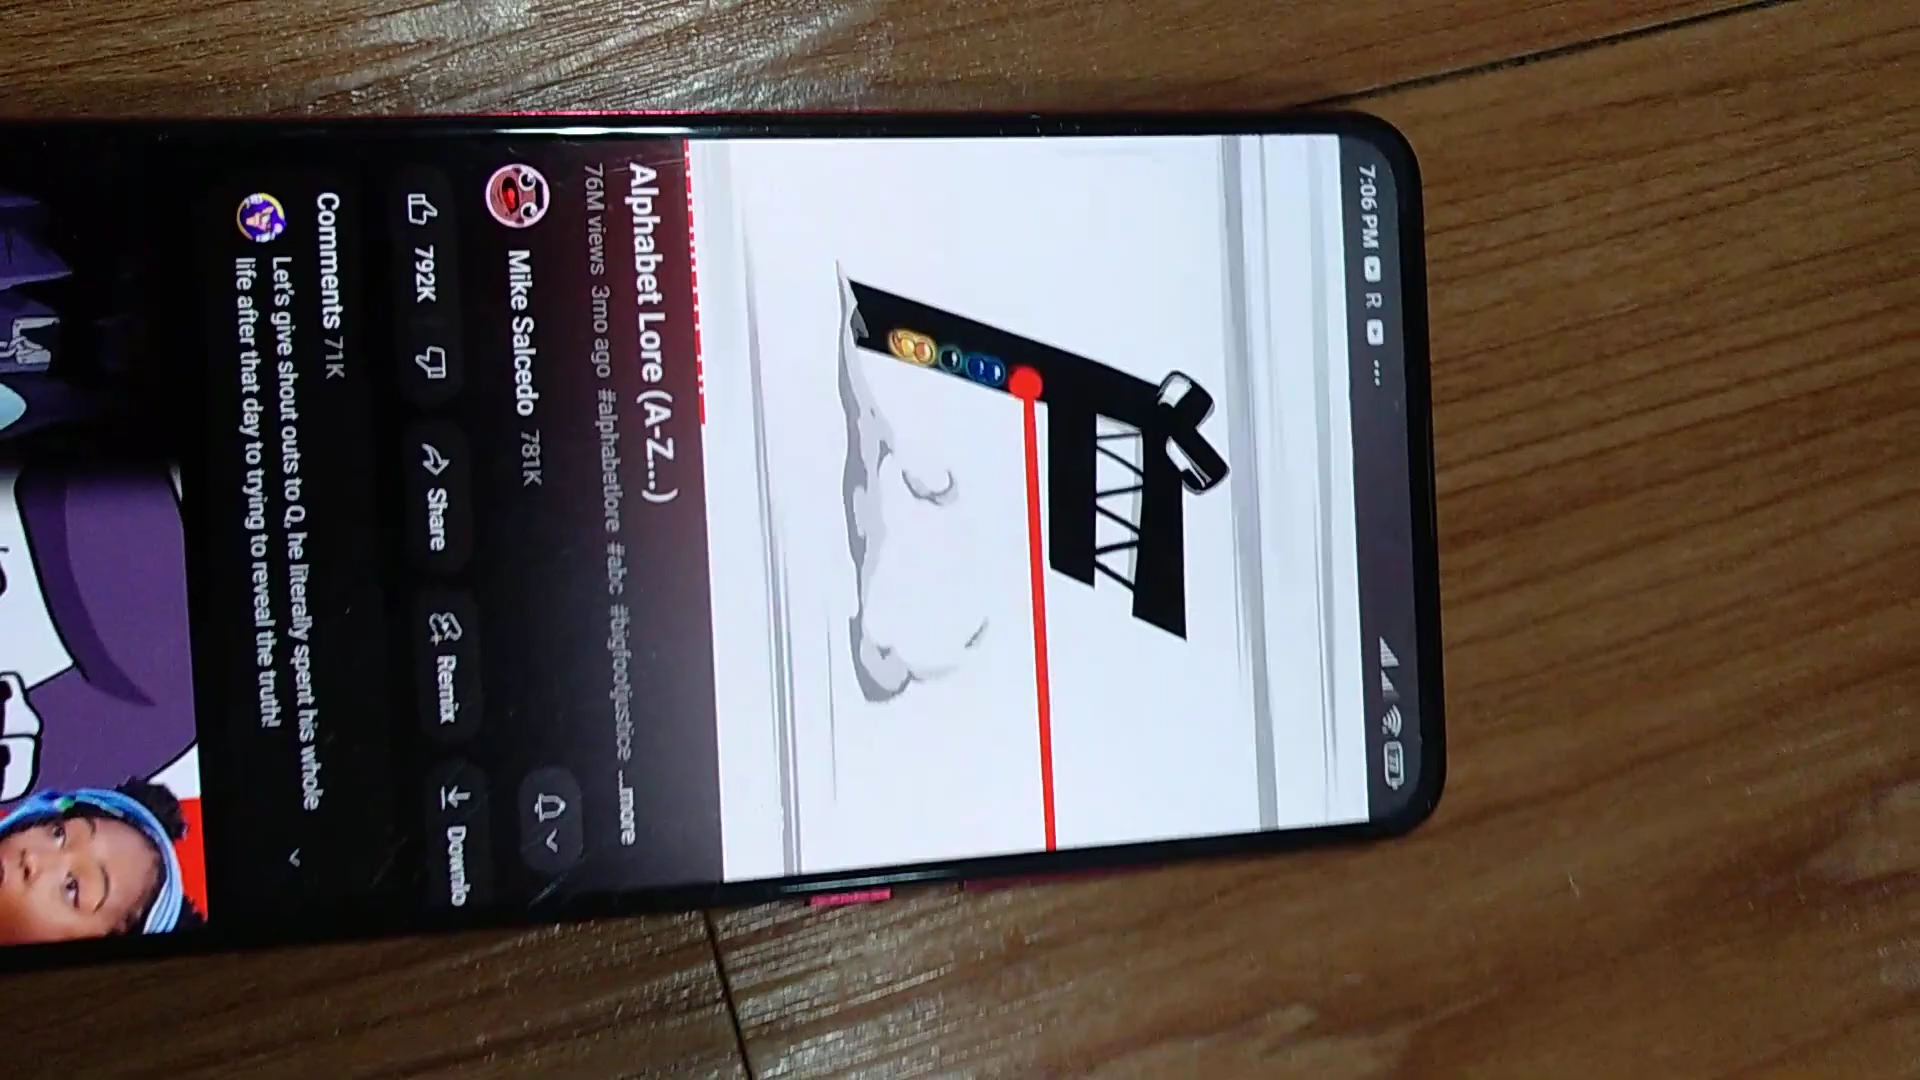 7:06 PM R ...
Alphabet Lore (A-Z...)
76M views 3mo ago #alphabetlore #abc #bigfootjustice ...more
Mike Salcedo 781K
792K Share Remix Downlo
Comments 71K
Let's give shout outs to Q, he literally spent his whole
life after that day to trying to reveal the truth!